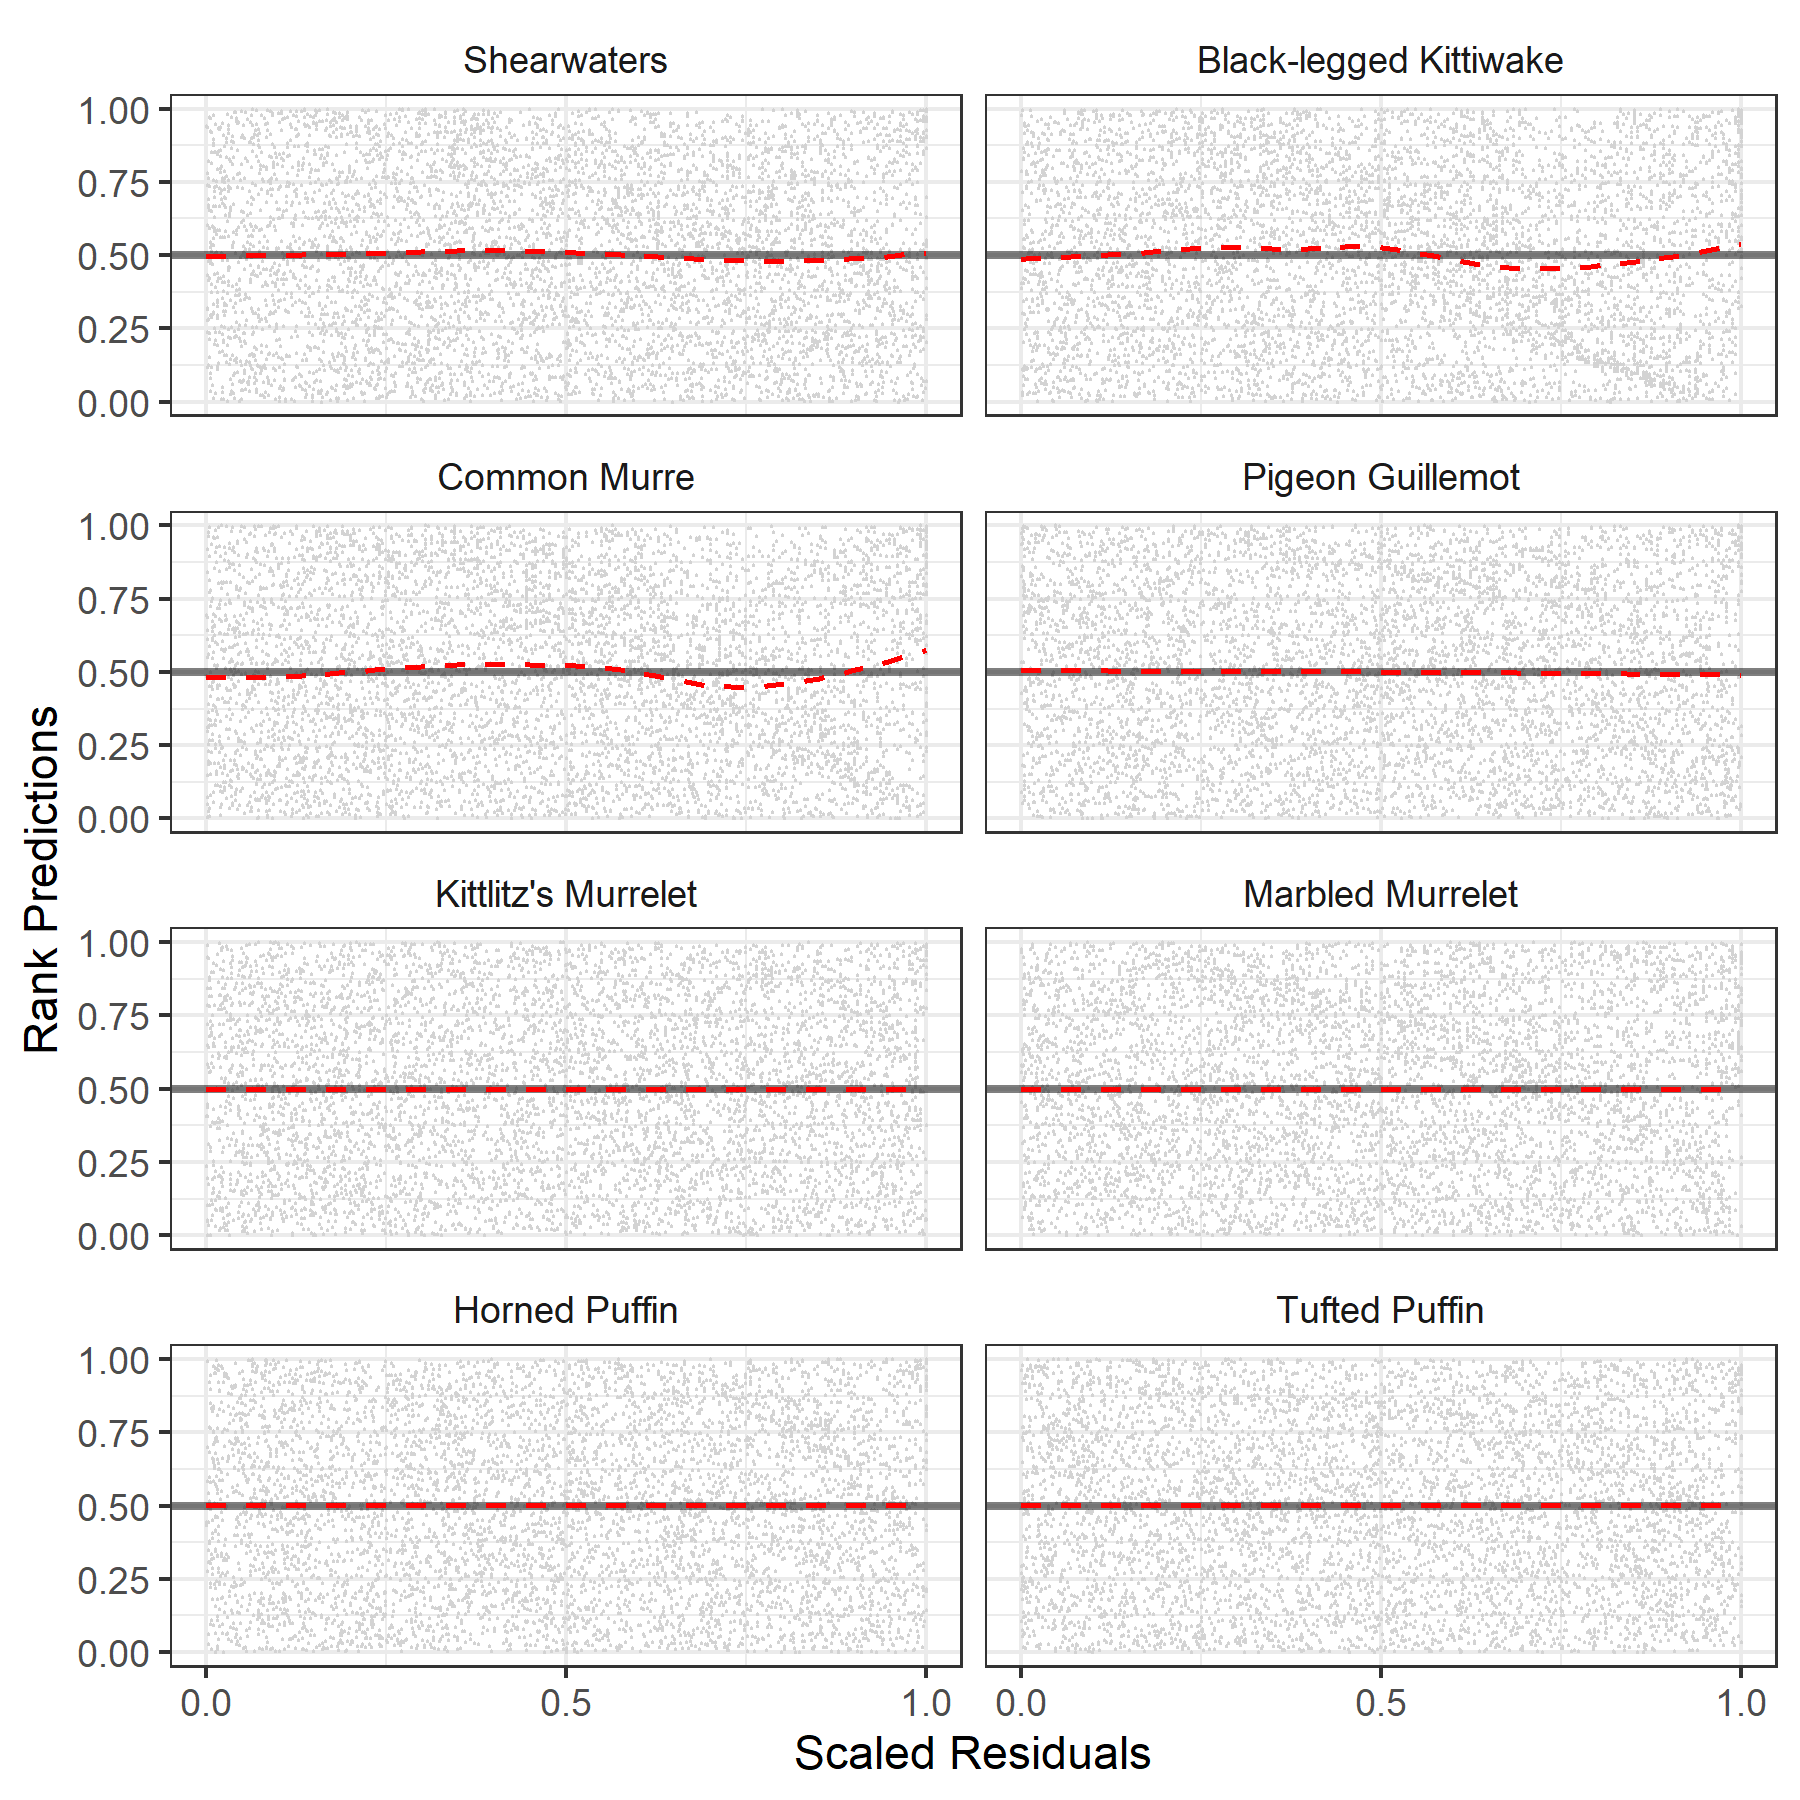 Shearwaters
Black-legged Kittiwake
1.00
0.75
0.50
0.25
0.00
Common Murre
Pigeon Guillemot
1.00
0.75
0.50
0.25
0.00
Rank Predictions
Kittlitz's Murrelet
Marbled Murrelet
1.00
0.75
0.50
0.25
0.00
Horned Puffin
Tufted Puffin
1.00
0.75
0.50
0.25
0.00
0.0 0.5 1.0
0.0 0.5 1.0
Scaled Residuals